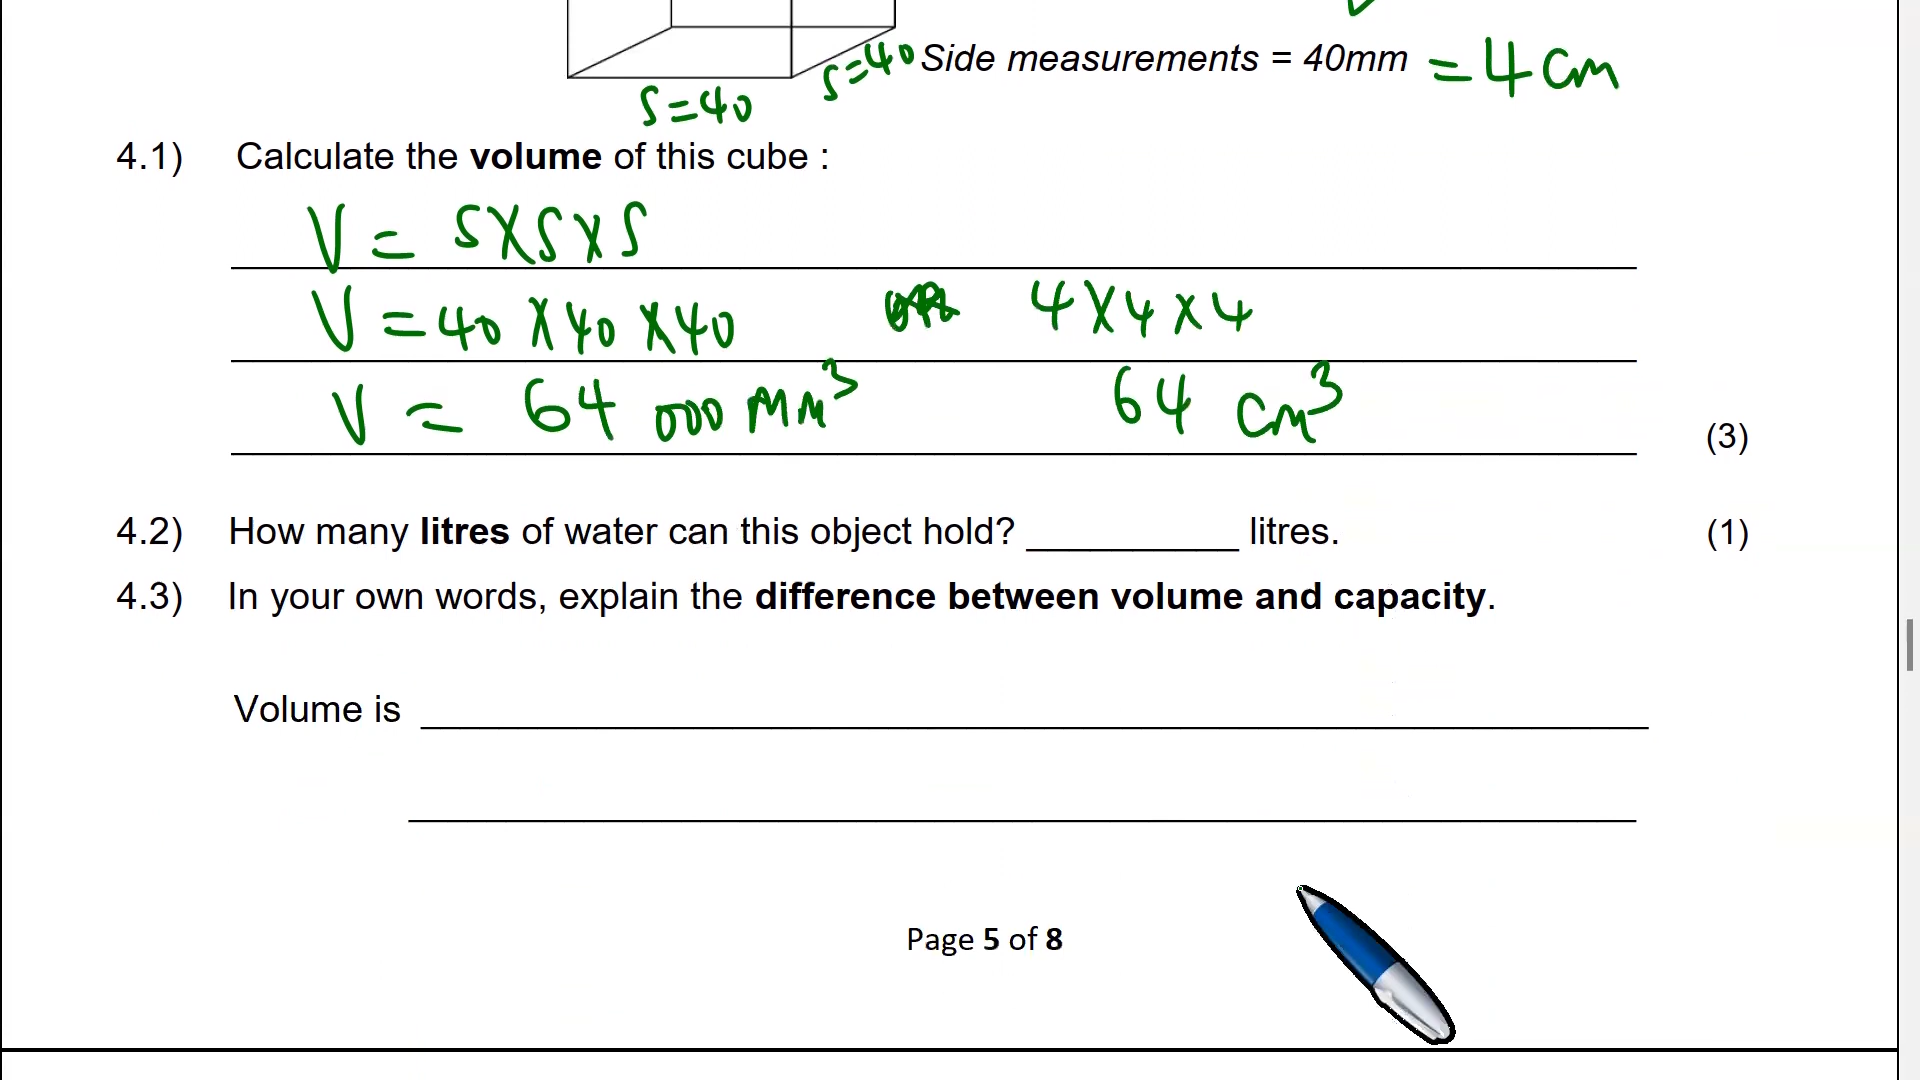 s=40 Side measurements = 40mm = 4 cm
s=40
4.1) Calculate the volume of this cube :
V = s×s×s
V = 40 × 40 × 40 4 × 4 × 4
V = 64 000 mm³ 64 cm³
(3)
4.2) How many litres of water can this object hold? __________ litres. (1)
4.3) In your own words, explain the difference between volume and capacity.
Volume is
Page 5 of 8